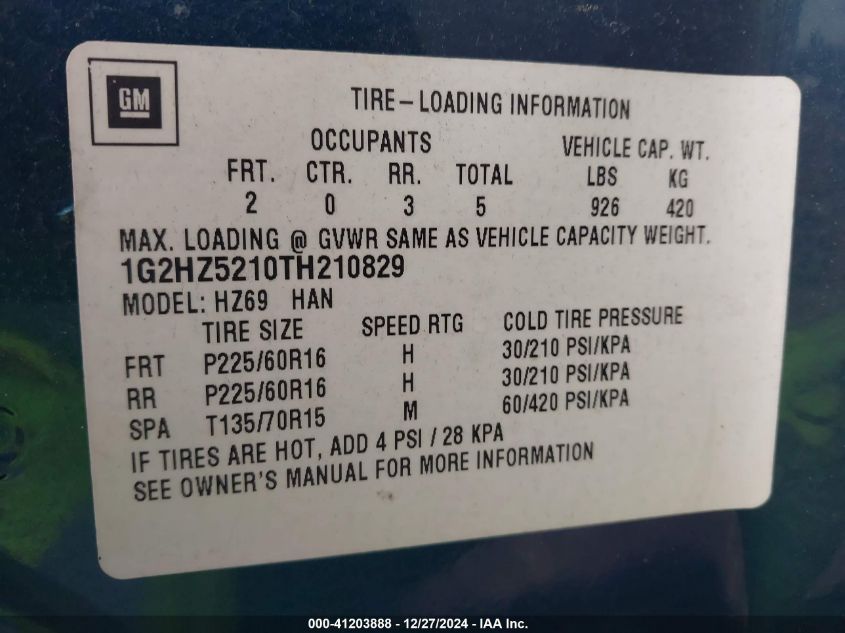 GM
TIRE-LOADING INFORMATION
OCCUPANTS VEHICLE CAP. WT.
FRT. CTR. RR. TOTAL LBS KG
2 0 3 5 926 420
MAX. LOADING @ GVWR SAME AS VEHICLE CAPACITY WEIGHT.
1G2HZ5210TH210829
MODEL: HZ69 HAN
TIRE SIZE SPEED RTG COLD TIRE PRESSURE
FRT P225/60R16 H 30/210 PSI/KPA
RR P225/60R16 H 30/210 PSI/KPA
SPA T135/70R15 M 60/420 PSI/KPA
IF TIRES ARE HOT, ADD 4 PSI / 28 KPA
SEE OWNER'S MANUAL FOR MORE INFORMATION
000-41203888 - 12/27/2024 - IAA, Inc.